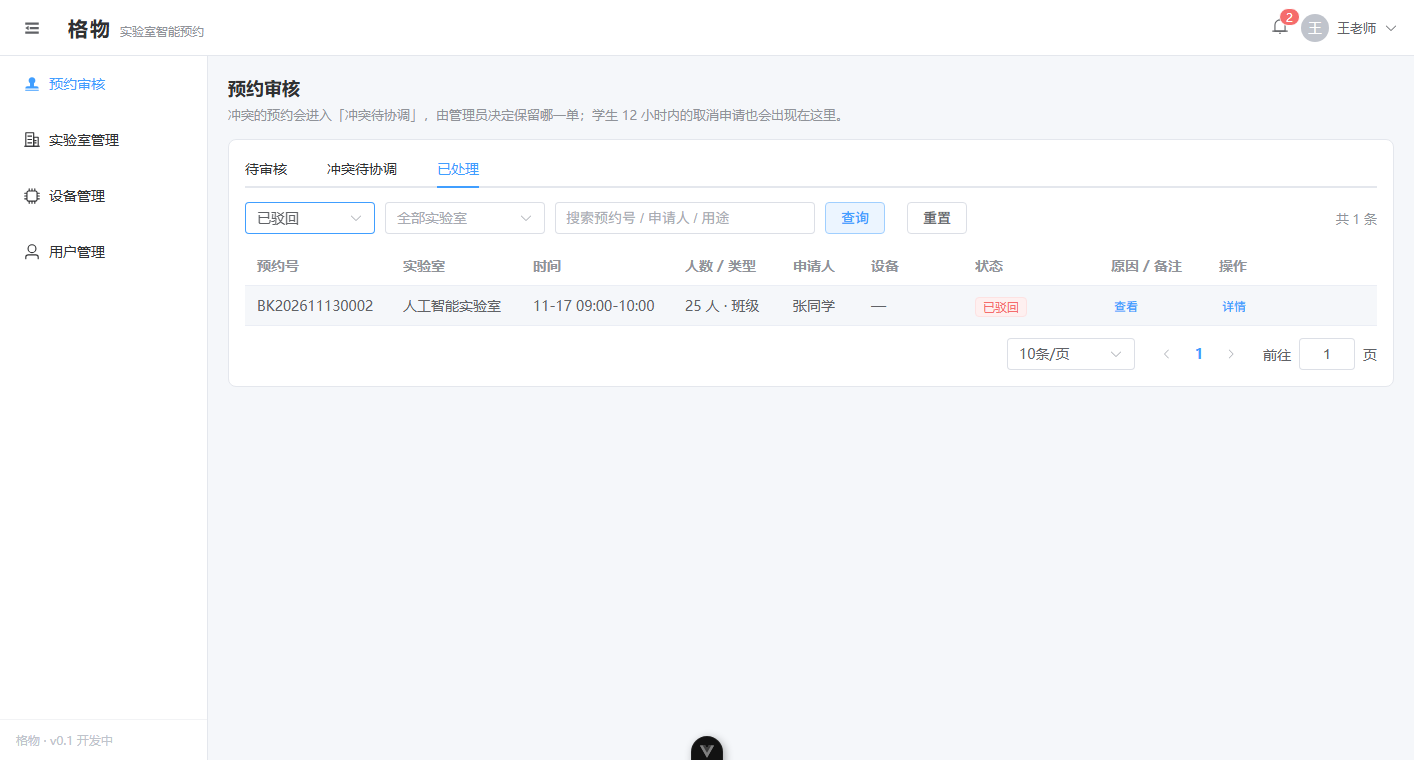 格物 实验室智能预约 2 王 王老师
预约审核
实验室管理
设备管理
用户管理
格物 · v0.1 开发中
预约审核
冲突的预约会进入「冲突待协调」，由管理员决定保留哪一单；学生 12 小时内的取消申请也会出现在这里。
待审核 冲突待协调 已处理
已驳回 全部实验室 搜索预约号 / 申请人 / 用途 查询 重置 共 1 条
预约号 实验室 时间 人数 / 类型 申请人 设备 状态 原因 / 备注 操作
BK202611130002 人工智能实验室 11-17 09:00-10:00 25 人 · 班级 张同学 — 已驳回 查看 详情
10条/页 1 前往 1 页